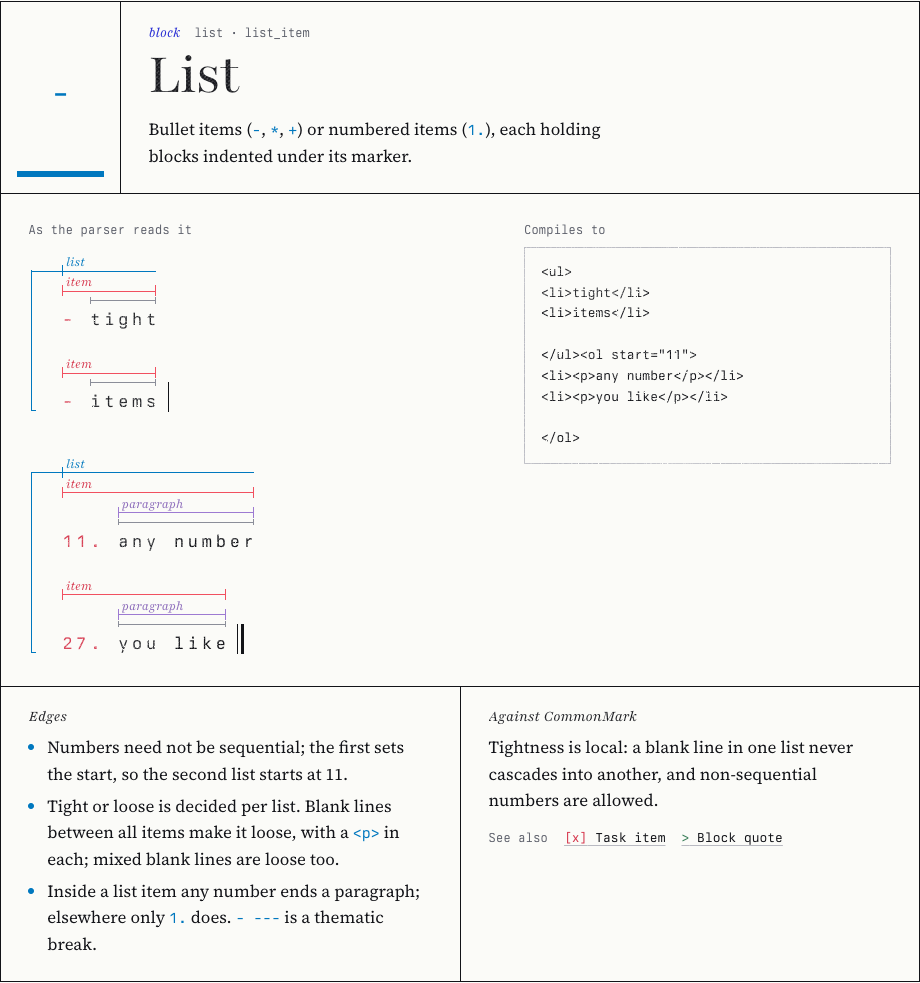 -
block list · list_item
List
Bullet items (-, *, +) or numbered items (1.), each holding
blocks indented under its marker.
As the parser reads it
list
item
- tight
item
- items
list
item
paragraph
11. any number
item
paragraph
27. you like
Compiles to
<ul>
<li>tight</li>
<li>items</li>
</ul><ol start="11">
<li><p>any number</p></li>
<li><p>you like</p></li>
</ol>
Edges
Numbers need not be sequential; the first sets
the start, so the second list starts at 11.
Tight or loose is decided per list. Blank lines
between all items make it loose, with a <p> in
each; mixed blank lines are loose too.
Inside a list item any number ends a paragraph;
elsewhere only 1. does. - --- is a thematic
break.
Against CommonMark
Tightness is local: a blank line in one list never
cascades into another, and non-sequential
numbers are allowed.
See also [x] Task item > Block quote